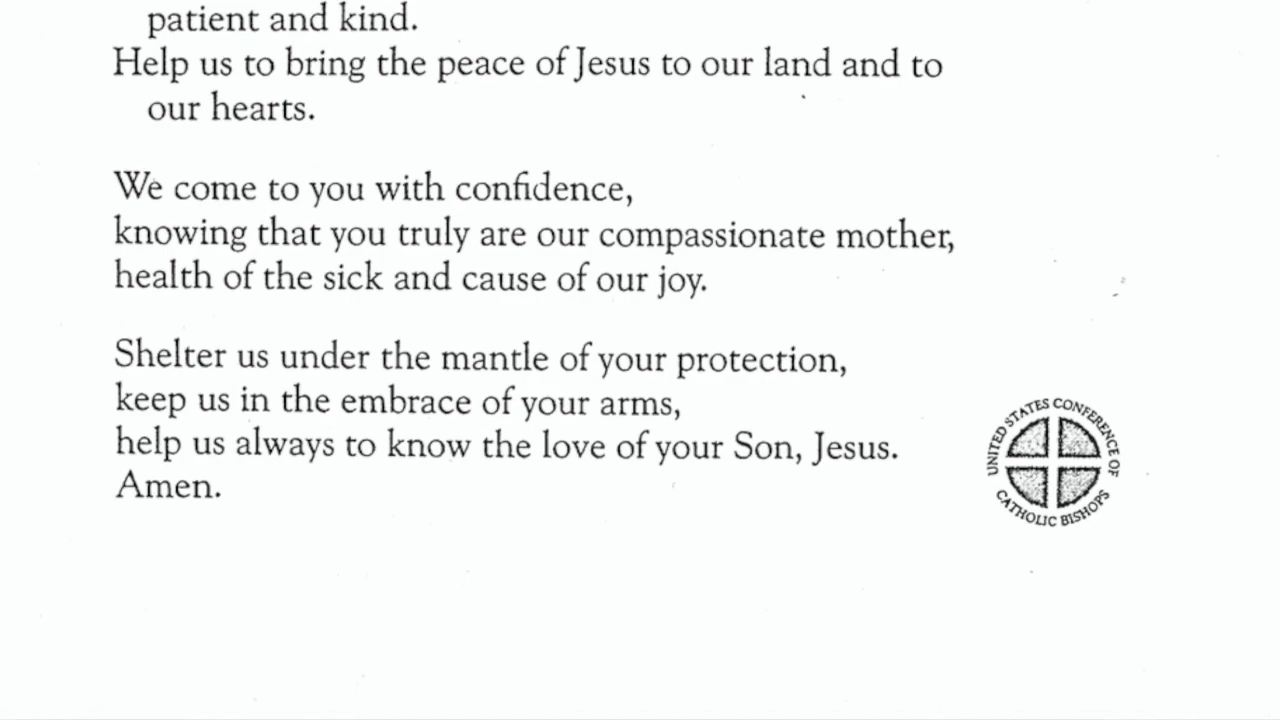 patient and kind.
Help us to bring the peace of Jesus to our land and to
our hearts.
We come to you with confidence,
knowing that you truly are our compassionate mother,
health of the sick and cause of our joy.
Shelter us under the mantle of your protection,
keep us in the embrace of your arms,
help us always to know the love of your Son, Jesus.
Amen.
UNITED STATES CONFERENCE OF
CATHOLIC BISHOPS